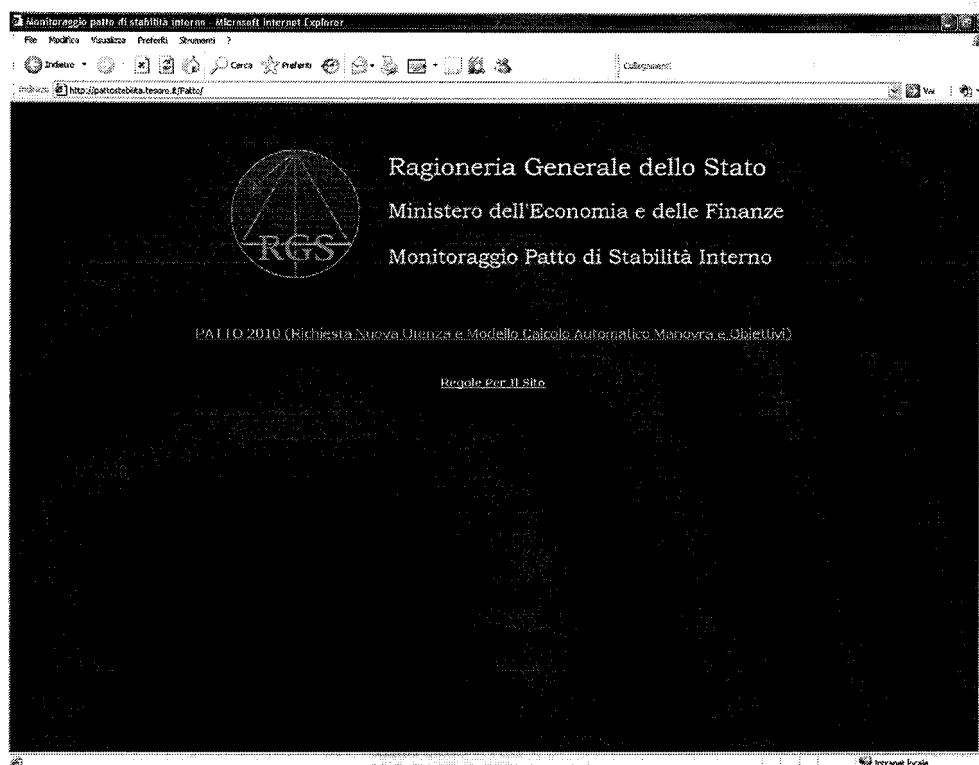 Monitoraggio patto di stabilità interno - Microsoft Internet Explorer
File Modifica Visualizza Preferiti Strumenti ?
Indietro Cerca Preferiti Collegamenti
Indirizzo http://pattostabilita.tesoro.it/Patto/ Vai
Ragioneria Generale dello Stato
Ministero dell'Economia e delle Finanze
RGS
Monitoraggio Patto di Stabilità Interno
PATTO 2010 (Richiesta Nuova Utenza e Modello Calcolo Automatico Manovra e Obiettivi)
Regole Per Il Sito
Intranet locale